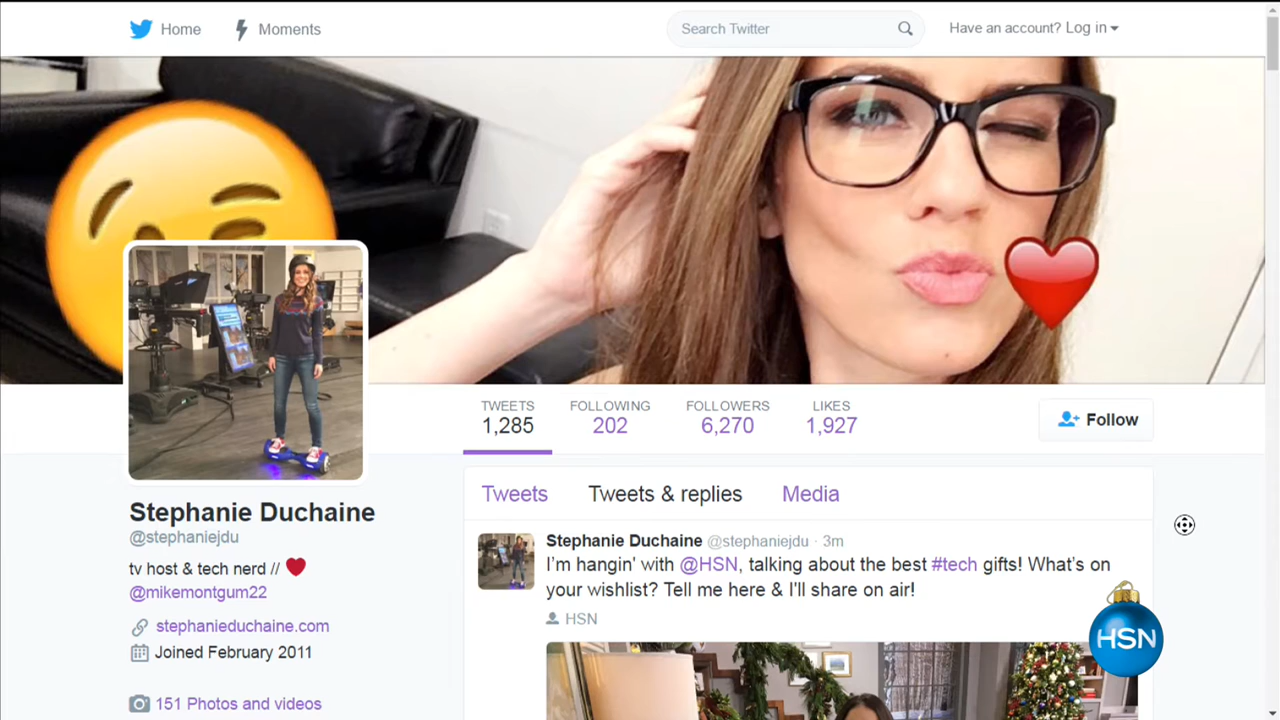 Home
Moments
Search Twitter
Have an account? Log in
TWEETS
1,285
FOLLOWING
202
FOLLOWERS
6,270
LIKES
1,927
Follow
Stephanie Duchaine
@stephaniejdu
tv host & tech nerd //
@mikemontgum22
stephanieduchaine.com
Joined February 2011
151 Photos and videos
Tweets
Tweets & replies
Media
Stephanie Duchaine @stephaniejdu · 3m
I'm hangin' with @HSN, talking about the best #tech gifts! What's on
your wishlist? Tell me here & I'll share on air!
HSN
HSN